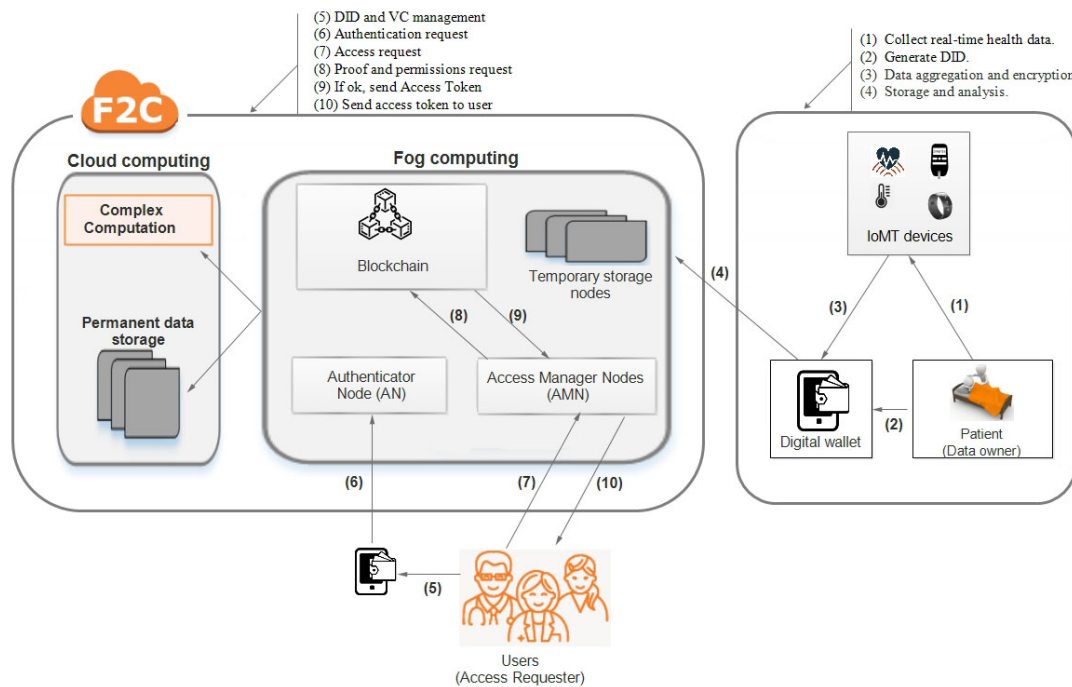 (5) DID and VC management
(6) Authentication request
(7) Access request
(8) Proof and permissions request
(9) If ok, send Access Token
(10) Send access token to user
(1) Collect real-time health data.
(2) Generate DID.
(3) Data aggregation and encryption
(4) Storage and analysis.
F2C
Cloud computing
Fog computing
Complex
Computation
Permanent data
storage
Blockchain
Temporary storage
nodes
(8)
(9)
Authenticator
Node (AN)
Access Manager Nodes
(AMN)
(4)
IoMT devices
(3)
(1)
Digital wallet
(2)
Patient
(Data owner)
(6)
(7)
(10)
(5)
Users
(Access Requester)